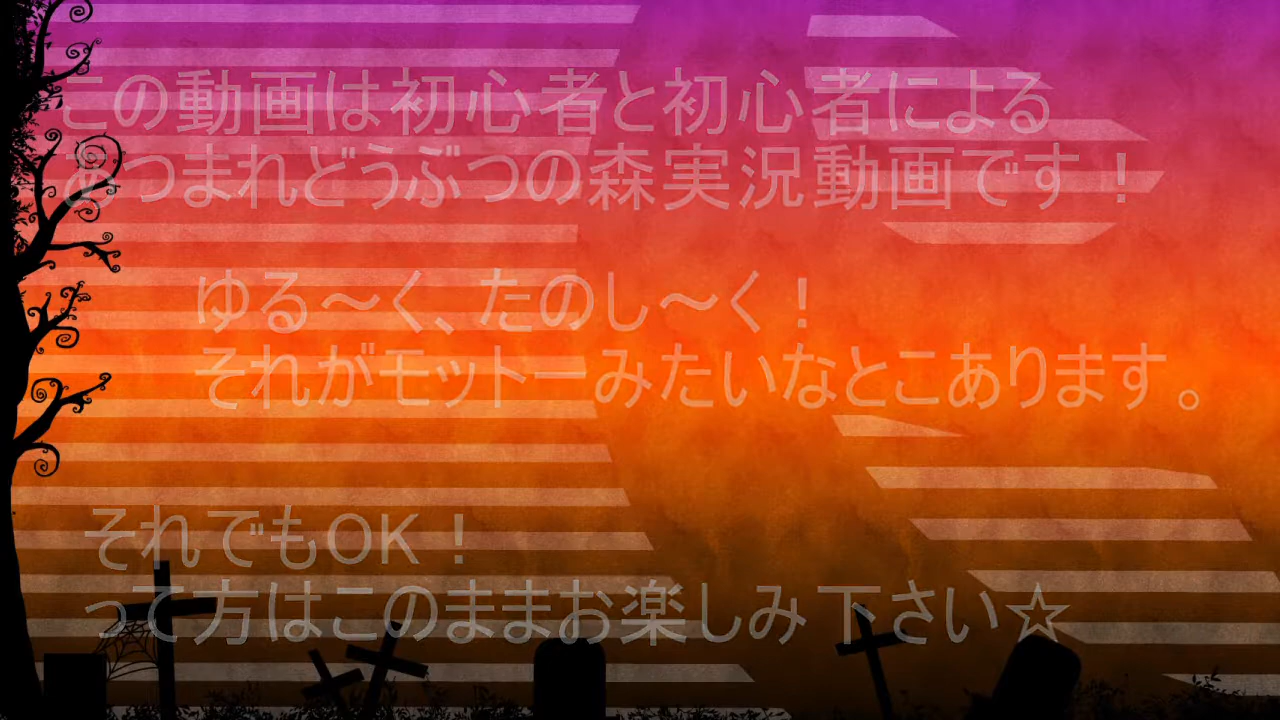 この動画は初心者と初心者による
あつまれどうぶつの森実況動画です！
ゆる～く、たのし～く！
それがモットーみたいなとこあります。
それでもOK！
って方はこのままお楽しみ下さい☆